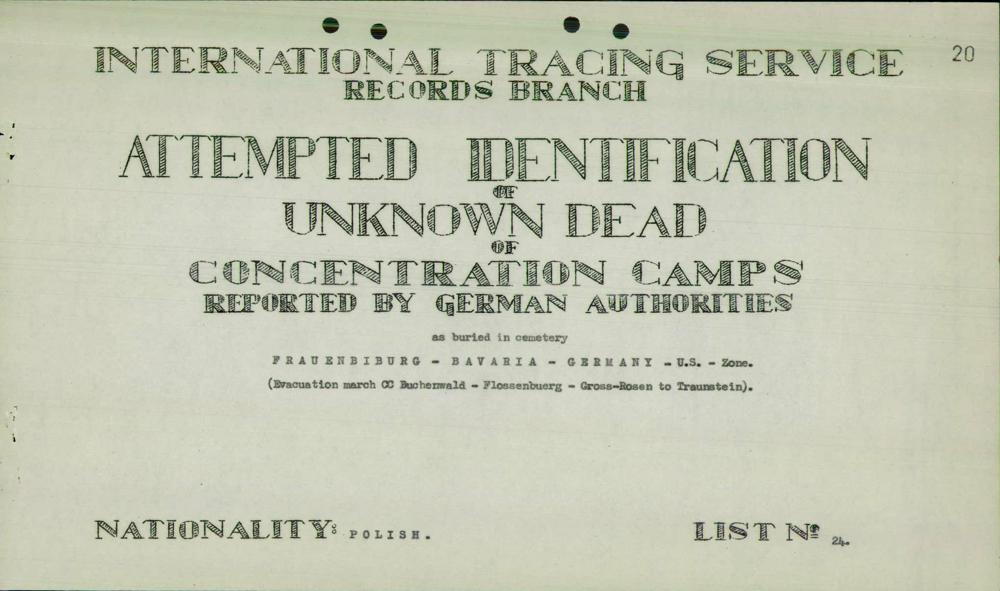 INTERNATIONAL TRACING SERVICE
20
RECORDS BRANCH
ATTEMPTED IDENTIFICATION
OF
UNKNOWN DEAD
OF
CONCENTRATION CAMPS
REPORTED BY GERMAN AUTHORITIES
as buried in cemetery
FRAUENBIBURG - BAVARIA - GERMANY - U.S. - Zone.
(Evacuation march CC Buchenwald - Flossenbuerg - Gross-Rosen to Traunstein).
NATIONALITY: POLISH.
LIST Nº 24.